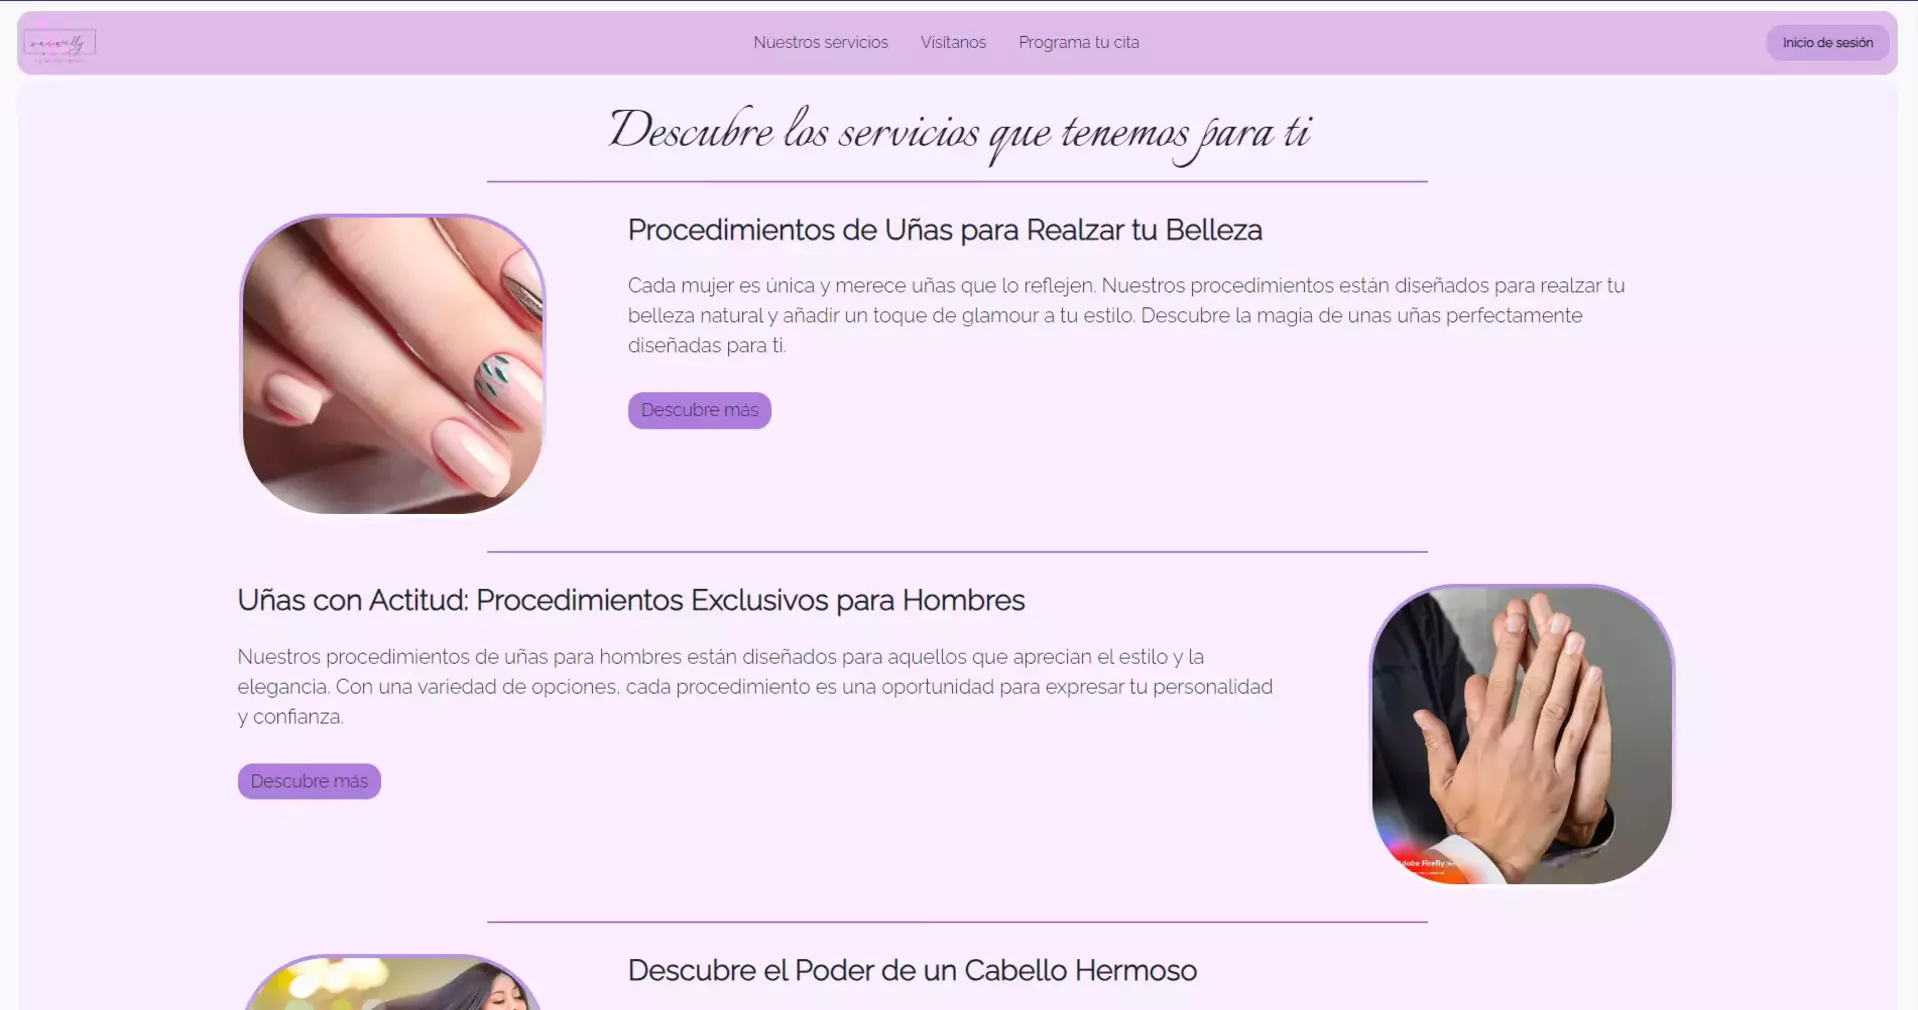 Nuestros servicios
Visítanos
Programa tu cita
Inicio de sesión
Descubre los servicios que tenemos para ti
Procedimientos de Uñas para Realzar tu Belleza
Cada mujer es única y merece uñas que lo reflejen. Nuestros procedimientos están diseñados para realzar tu
belleza natural y añadir un toque de glamour a tu estilo. Descubre la magia de unas uñas perfectamente
diseñadas para ti.
Descubre más
Uñas con Actitud: Procedimientos Exclusivos para Hombres
Nuestros procedimientos de uñas para hombres están diseñados para aquellos que aprecian el estilo y la
elegancia. Con una variedad de opciones, cada procedimiento es una oportunidad para expresar tu personalidad
y confianza.
Descubre más
Adobe Firefly
Descubre el Poder de un Cabello Hermoso